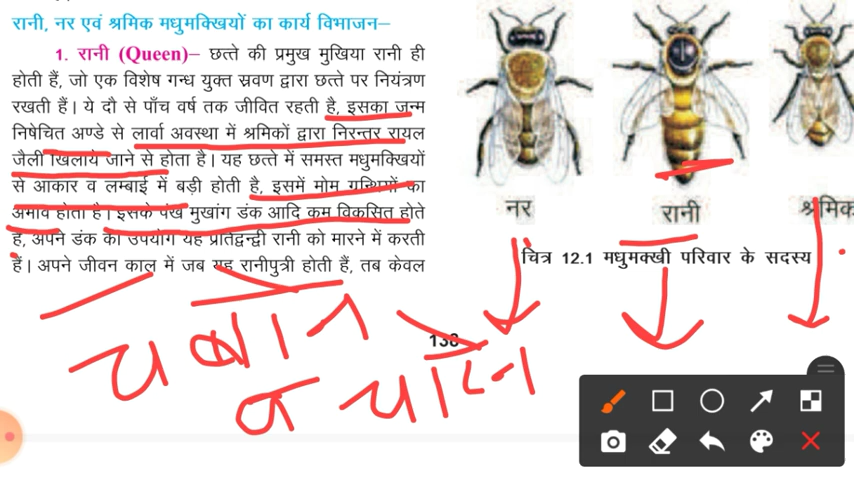 रानी, नर एवं श्रमिक मधुमक्खियों का कार्य विभाजन–
1. रानी (Queen)– छत्ते की प्रमुख मुखिया रानी ही
होती हैं, जो एक विशेष गन्ध युक्त स्रवण द्वारा छत्ते पर नियंत्रण
रखती हैं। ये दौ से पाँच वर्ष तक जीवित रहती है, इसका जन्म
निषेचित अण्डे से लार्वा अवस्था में श्रमिकों द्वारा निरन्तर रायल
जैली खिलाये जाने से होता है। यह छत्ते में समस्त मधुमक्खियों
से आकार व लम्बाई में बड़ी होती है, इसमें मोम ग्रन्थियों का
अभाव होता है। इसके पंख मुखांग डंक आदि कम विकसित होते
है, अपने डंक का उपयोग यह प्रतिद्वन्द्वी रानी को मारने में करती
हैं। अपने जीवन काल में जब यह रानीपुत्री होती हैं, तब केवल
नर
रानी
श्रमिक
चित्र 12.1 मधुमक्खी परिवार के सदस्य
138